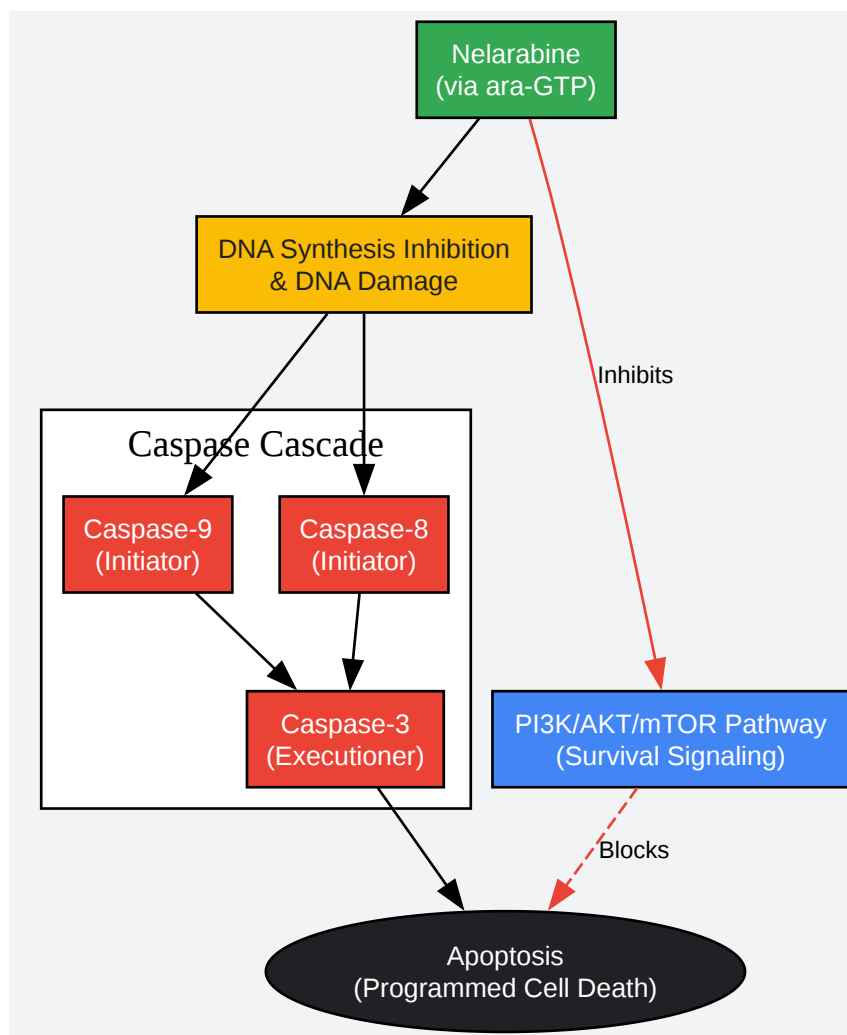 Nelarabine
(via ara-GTP)
DNA Synthesis Inhibition
& DNA Damage
Inhibits
Caspase Cascade
Caspase-9
(Initiator)
Caspase-8
(Initiator)
Caspase-3
(Executioner)
PI3K/AKT/mTOR Pathway
(Survival Signaling)
Blocks
Apoptosis
(Programmed Cell Death)